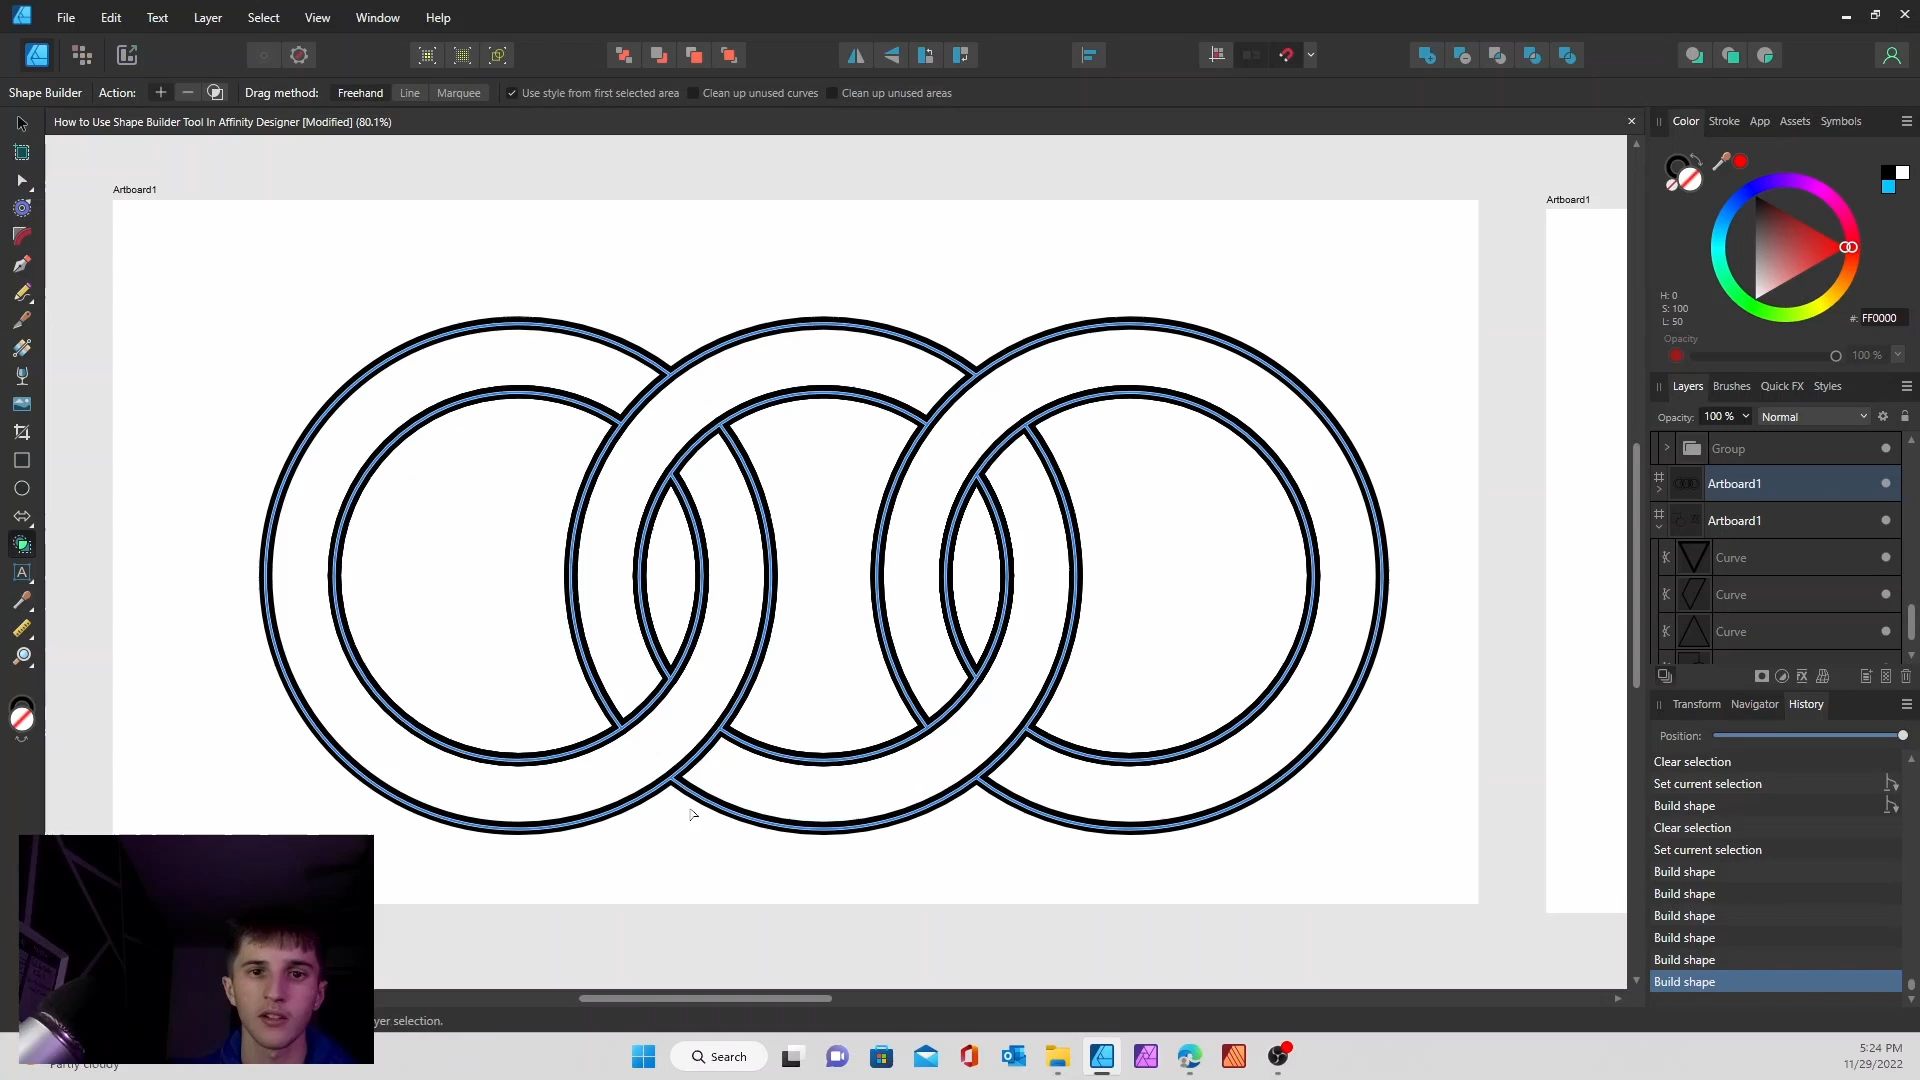 File Edit Text Layer Select View Window Help
Shape Builder Action: Drag method: Freehand Line Marquee Use style from first selected area Clean up unused curves Clean up unused areas
How to Use Shape Builder Tool In Affinity Designer [Modified] (80.1%)
Artboard1
Artboard1
Color Stroke App Assets Symbols
H: 0
S: 100
L: 50
#: FF0000
Opacity
100 %
Layers Brushes Quick FX Styles
Opacity: 100 % Normal
Group
Artboard1
Artboard1
Curve
Curve
Curve
Transform Navigator History
Position:
Clear selection
Set current selection
Build shape
Clear selection
Set current selection
Build shape
Build shape
Build shape
Build shape
Build shape
Build shape
yer selection.
Partly cloudy
Search
5:24 PM
11/29/2022